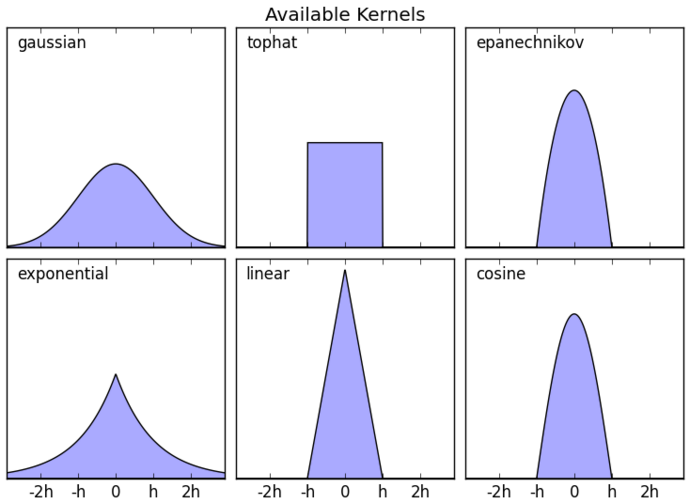 Available Kernels
gaussian
tophat
epanechnikov
exponential
linear
cosine
-2h -h 0 h 2h
-2h -h 0 h 2h
-2h -h 0 h 2h